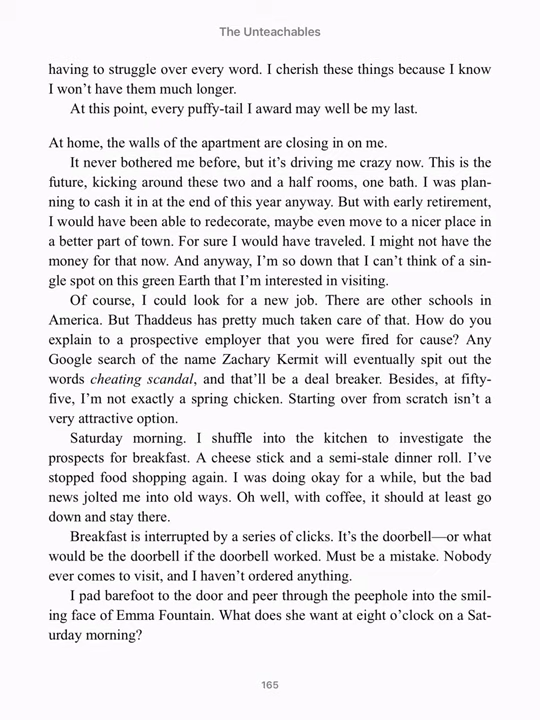 The Unteachables
having to struggle over every word. I cherish these things because I know
I won’t have them much longer.
At this point, every puffy-tail I award may well be my last.
At home, the walls of the apartment are closing in on me.
It never bothered me before, but it’s driving me crazy now. This is the
future, kicking around these two and a half rooms, one bath. I was plan-
ning to cash it in at the end of this year anyway. But with early retirement,
I would have been able to redecorate, maybe even move to a nicer place in
a better part of town. For sure I would have traveled. I might not have the
money for that now. And anyway, I’m so down that I can’t think of a sin-
gle spot on this green Earth that I’m interested in visiting.
Of course, I could look for a new job. There are other schools in
America. But Thaddeus has pretty much taken care of that. How do you
explain to a prospective employer that you were fired for cause? Any
Google search of the name Zachary Kermit will eventually spit out the
words cheating scandal, and that’ll be a deal breaker. Besides, at fifty-
five, I’m not exactly a spring chicken. Starting over from scratch isn’t a
very attractive option.
Saturday morning. I shuffle into the kitchen to investigate the
prospects for breakfast. A cheese stick and a semi-stale dinner roll. I’ve
stopped food shopping again. I was doing okay for a while, but the bad
news jolted me into old ways. Oh well, with coffee, it should at least go
down and stay there.
Breakfast is interrupted by a series of clicks. It’s the doorbell—or what
would be the doorbell if the doorbell worked. Must be a mistake. Nobody
ever comes to visit, and I haven’t ordered anything.
I pad barefoot to the door and peer through the peephole into the smil-
ing face of Emma Fountain. What does she want at eight o’clock on a Sat-
urday morning?
165